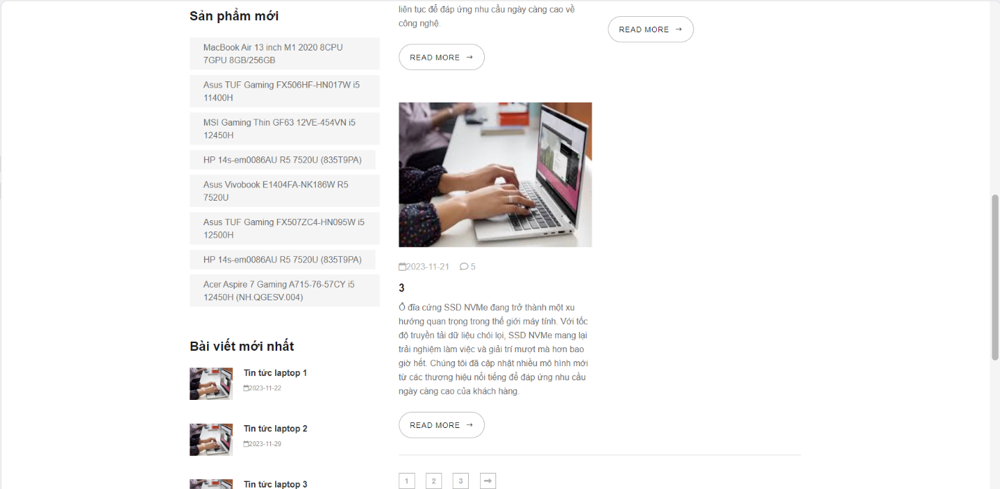 Sản phẩm mới
MacBook Air 13 inch M1 2020 8CPU
7GPU 8GB/256GB
Asus TUF Gaming FX506HF-HN017W i5
11400H
MSI Gaming Thin GF63 12VE-454VN i5
12450H
HP 14s-em0086AU R5 7520U (835T9PA)
Asus Vivobook E1404FA-NK186W R5
7520U
Asus TUF Gaming FX507ZC4-HN095W i5
12500H
HP 14s-em0086AU R5 7520U (835T9PA)
Acer Aspire 7 Gaming A715-76-57CY i5
12450H (NH.QGESV.004)
Bài viết mới nhất
Tin tức laptop 1
2023-11-22
Tin tức laptop 2
2023-11-29
Tin tức laptop 3
liên tục để đáp ứng nhu cầu ngày càng cao về
công nghệ.
READ MORE →
2023-11-21 5
3
Ổ đĩa cứng SSD NVMe đang trở thành một xu
hướng quan trọng trong thế giới máy tính. Với tốc
độ truyền tải dữ liệu chói lọi, SSD NVMe mang lại
trải nghiệm làm việc và giải trí mượt mà hơn bao
giờ hết. Chúng tôi đã cập nhật nhiều mô hình mới
từ các thương hiệu nổi tiếng để đáp ứng nhu cầu
ngày càng cao của khách hàng.
READ MORE →
READ MORE →
1 2 3 →